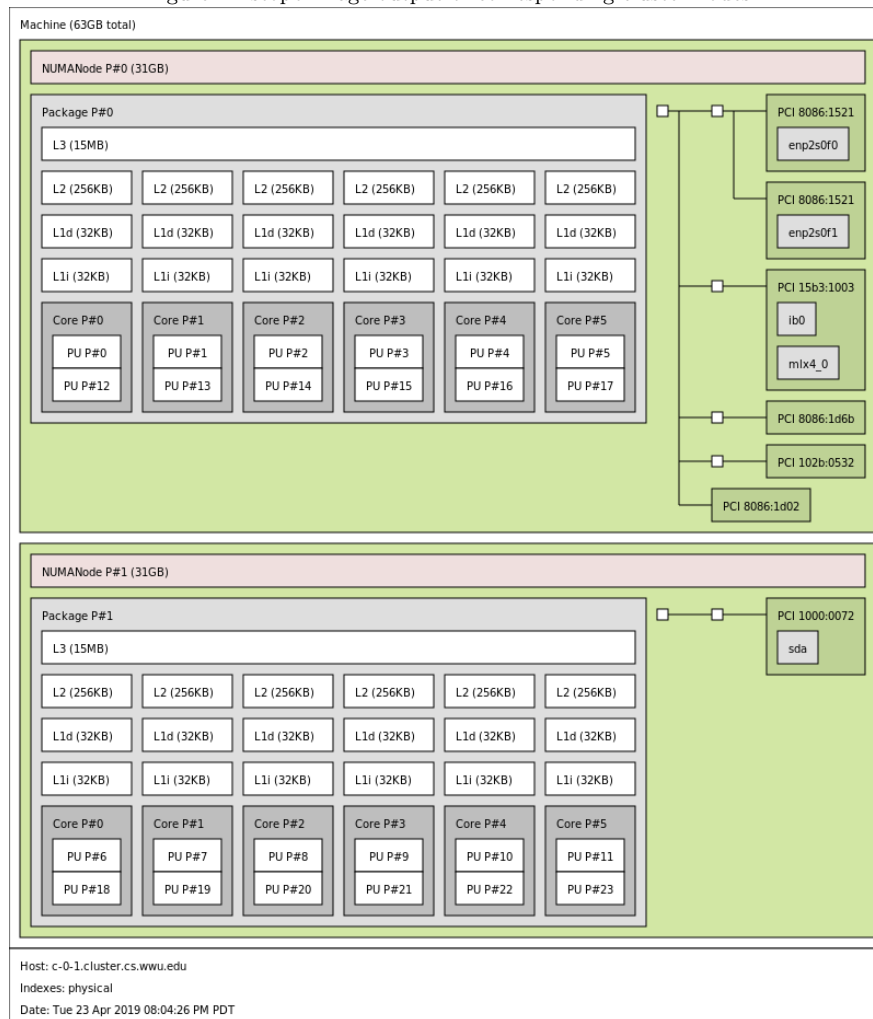 Machine (63GB total)
NUMANode P#0 (31GB)
Package P#0
L3 (15MB)
L2 (256KB) L2 (256KB) L2 (256KB) L2 (256KB) L2 (256KB) L2 (256KB)
L1d (32KB) L1d (32KB) L1d (32KB) L1d (32KB) L1d (32KB) L1d (32KB)
L1i (32KB) L1i (32KB) L1i (32KB) L1i (32KB) L1i (32KB) L1i (32KB)
Core P#0 Core P#1 Core P#2 Core P#3 Core P#4 Core P#5
PU P#0 PU P#1 PU P#2 PU P#3 PU P#4 PU P#5
PU P#12 PU P#13 PU P#14 PU P#15 PU P#16 PU P#17
PCI 8086:1521
enp2s0f0
PCI 8086:1521
enp2s0f1
PCI 15b3:1003
ib0
mlx4_0
PCI 8086:1d6b
PCI 102b:0532
PCI 8086:1d02
NUMANode P#1 (31GB)
Package P#1
L3 (15MB)
L2 (256KB) L2 (256KB) L2 (256KB) L2 (256KB) L2 (256KB) L2 (256KB)
L1d (32KB) L1d (32KB) L1d (32KB) L1d (32KB) L1d (32KB) L1d (32KB)
L1i (32KB) L1i (32KB) L1i (32KB) L1i (32KB) L1i (32KB) L1i (32KB)
Core P#0 Core P#1 Core P#2 Core P#3 Core P#4 Core P#5
PU P#6 PU P#7 PU P#8 PU P#9 PU P#10 PU P#11
PU P#18 PU P#19 PU P#20 PU P#21 PU P#22 PU P#23
PCI 1000:0072
sda
Host: c-0-1.cluster.cs.wwu.edu
Indexes: physical
Date: Tue 23 Apr 2019 08:04:26 PM PDT